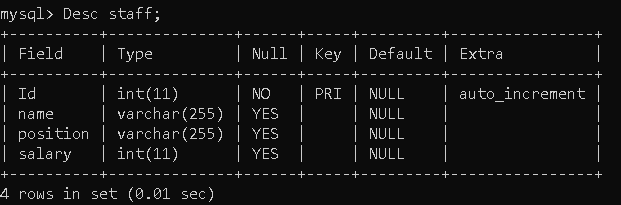 mysql> Desc staff;
+----------+--------------+------+-----+---------+----------------+
| Field    | Type         | Null | Key | Default | Extra          |
+----------+--------------+------+-----+---------+----------------+
| Id       | int(11)      | NO   | PRI | NULL    | auto_increment |
| name     | varchar(255) | YES  |     | NULL    |                |
| position | varchar(255) | YES  |     | NULL    |                |
| salary   | int(11)      | YES  |     | NULL    |                |
+----------+--------------+------+-----+---------+----------------+
4 rows in set (0.01 sec)